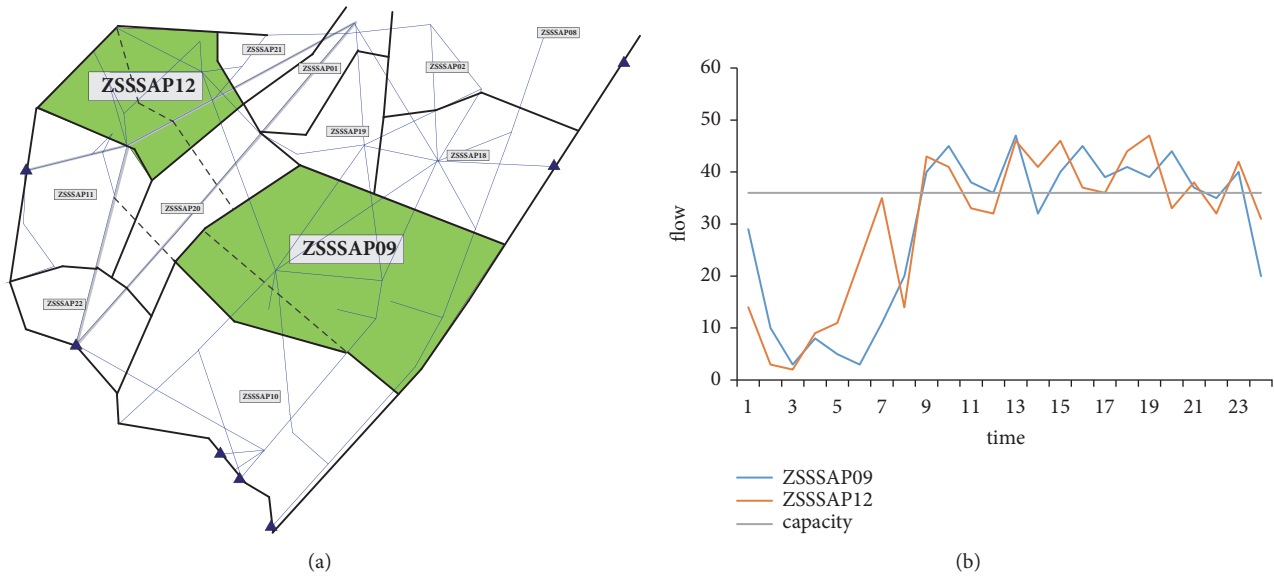 ZSSSAP08
ZSSSAP21
ZSSSAP01
ZSSSAP02
ZSSSAP12
ZSSSAP19
ZSSSAP18
ZSSSAP11
ZSSSAP20
ZSSSAP09
ZSSSAP22
ZSSSAP10
(a)
60
50
40
30
20
10
0
flow
1 3 5 7 9 11 13 15 17 19 21 23
time
ZSSSAP09
ZSSSAP12
capacity
(b)